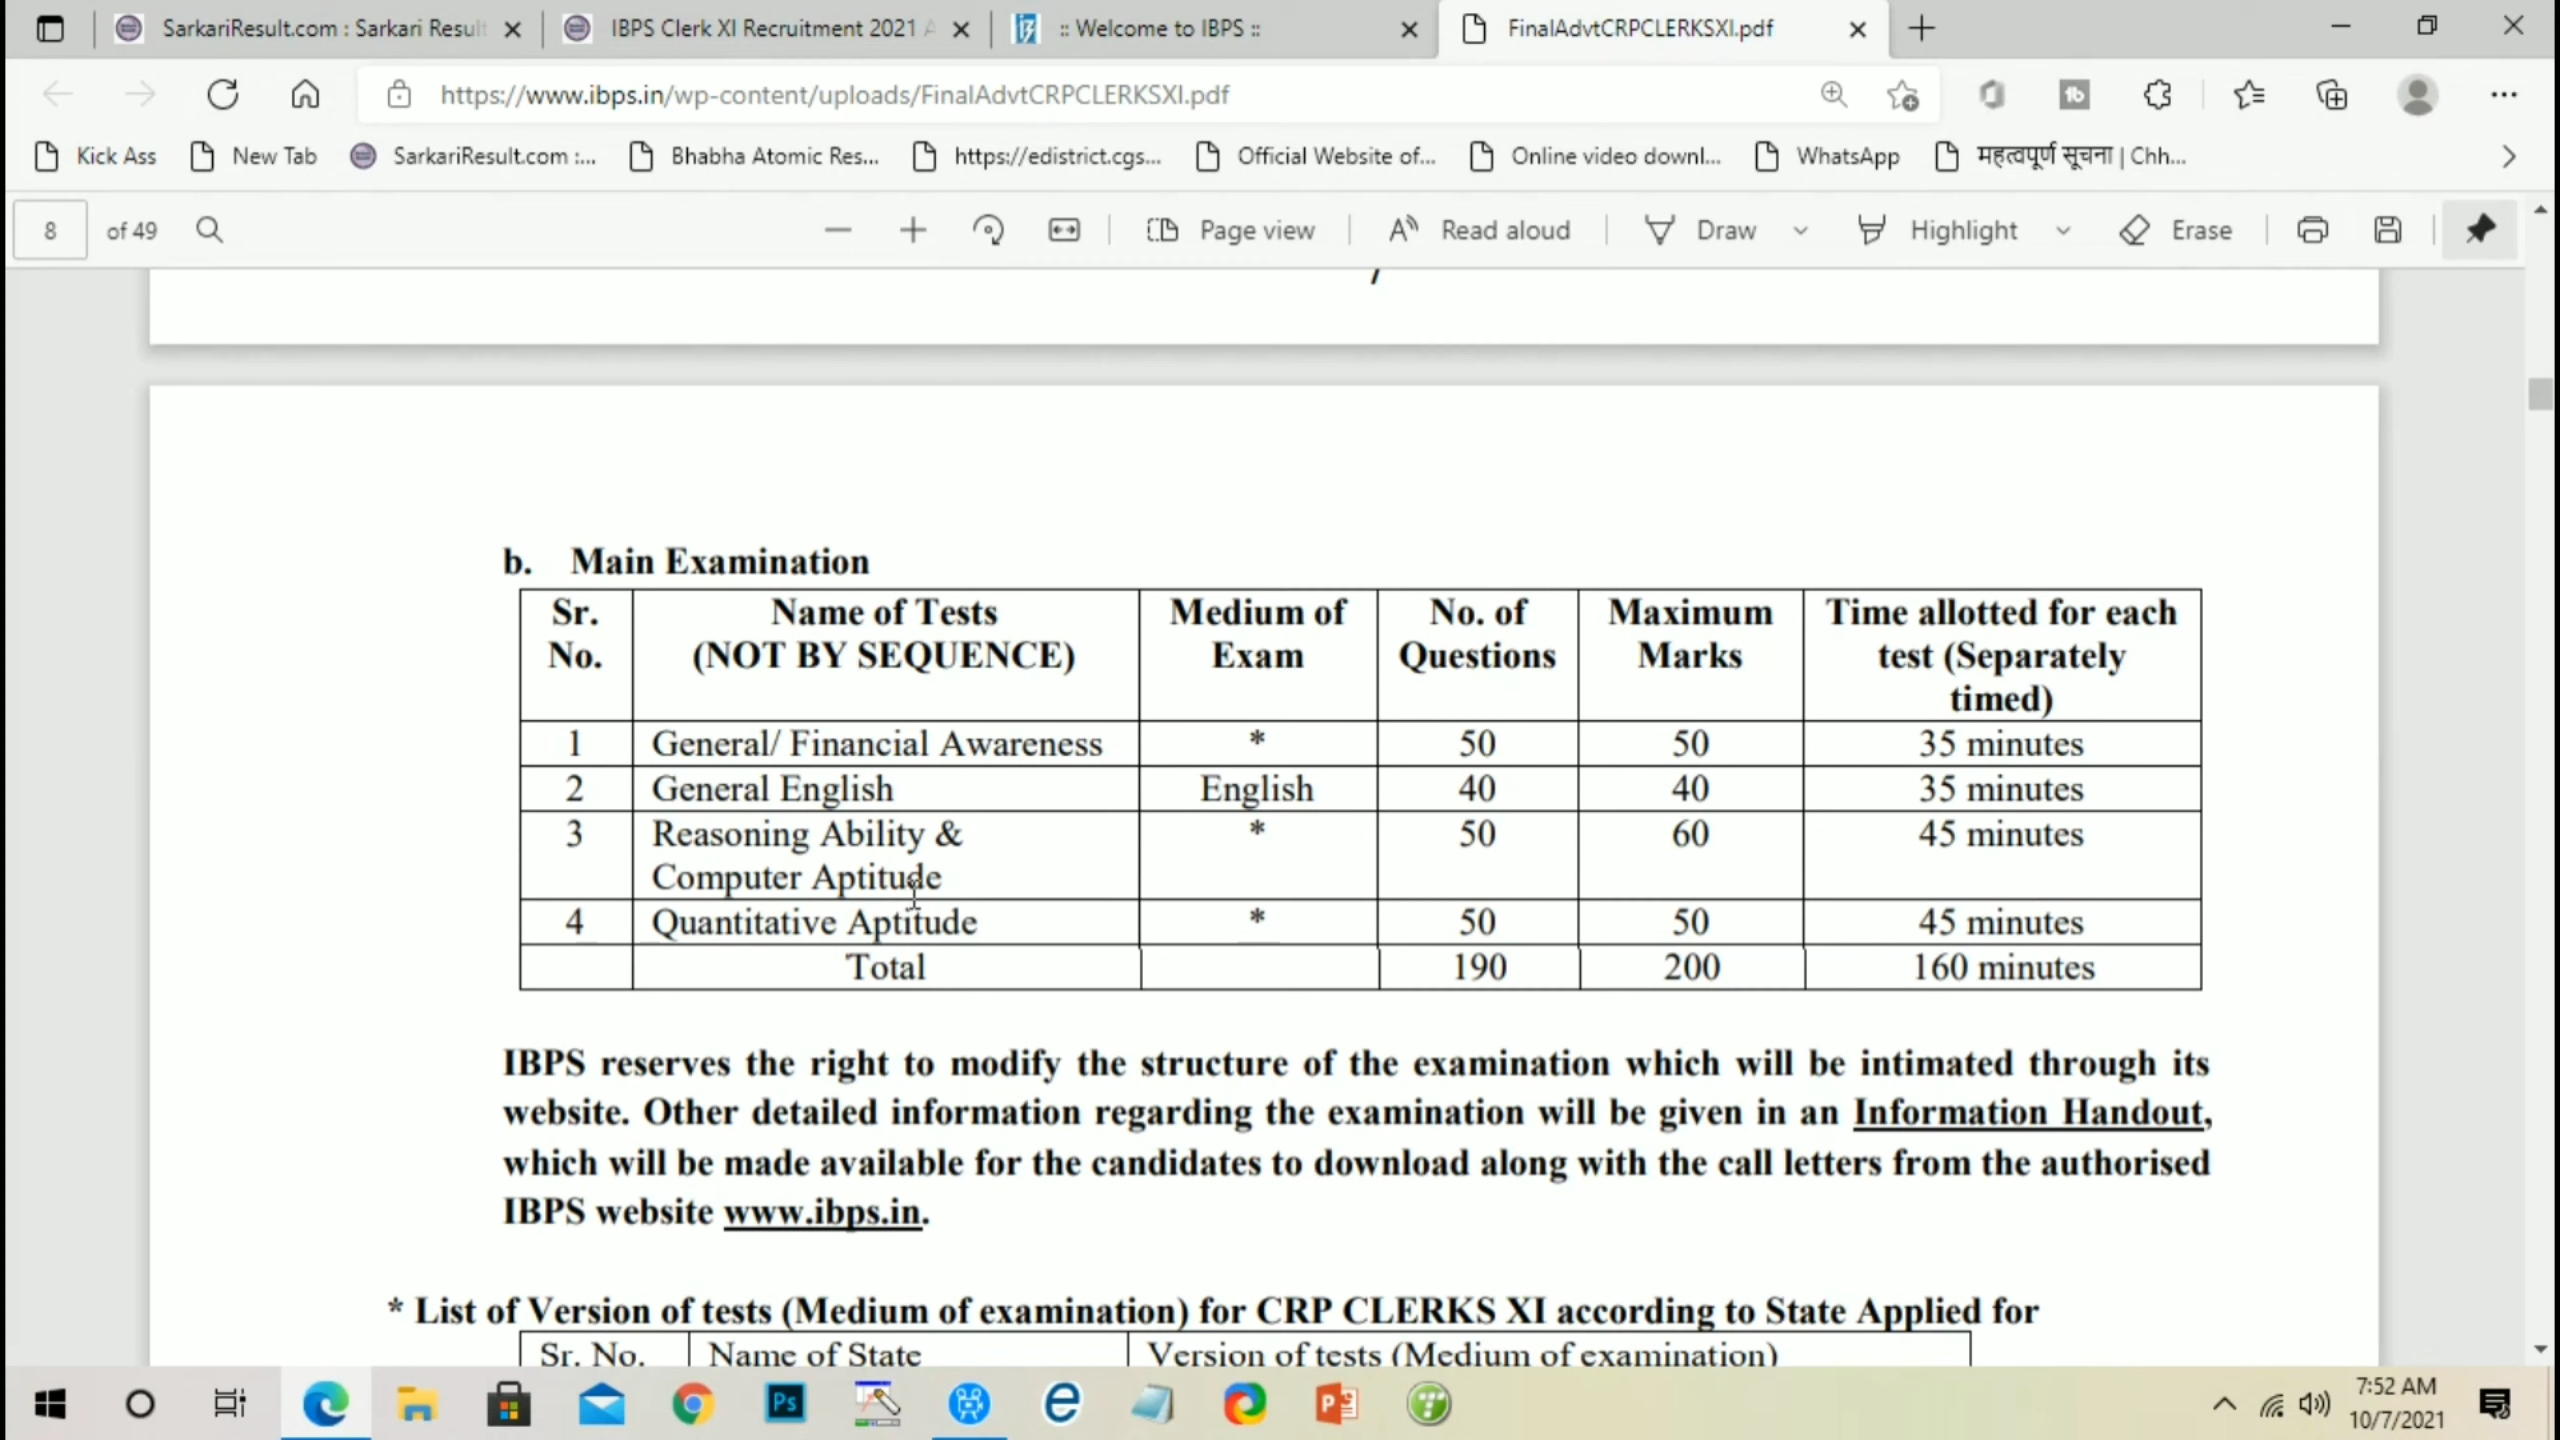 SarkariResult.com : Sarkari Result
IBPS Clerk XI Recruitment 2021 A
:: Welcome to IBPS ::
FinalAdvtCRPCLERKSXI.pdf
https://www.ibps.in/wp-content/uploads/FinalAdvtCRPCLERKSXI.pdf
Kick Ass
New Tab
SarkariResult.com :...
Bhabha Atomic Res...
https://edistrict.cgs...
Official Website of...
Online video downl...
WhatsApp
महत्वपूर्ण सूचना | Chh...
8 of 49
Page view
Read aloud
Draw
Highlight
Erase
b. Main Examination
Sr. No. Name of Tests (NOT BY SEQUENCE) Medium of Exam No. of Questions Maximum Marks Time allotted for each test (Separately timed)
1 General/ Financial Awareness * 50 50 35 minutes
2 General English English 40 40 35 minutes
3 Reasoning Ability & Computer Aptitude * 50 60 45 minutes
4 Quantitative Aptitude * 50 50 45 minutes
Total 190 200 160 minutes
IBPS reserves the right to modify the structure of the examination which will be intimated through its
website. Other detailed information regarding the examination will be given in an Information Handout,
which will be made available for the candidates to download along with the call letters from the authorised
IBPS website www.ibps.in.
* List of Version of tests (Medium of examination) for CRP CLERKS XI according to State Applied for
Sr. No. Name of State Version of tests (Medium of examination)
Ps
7:52 AM
10/7/2021